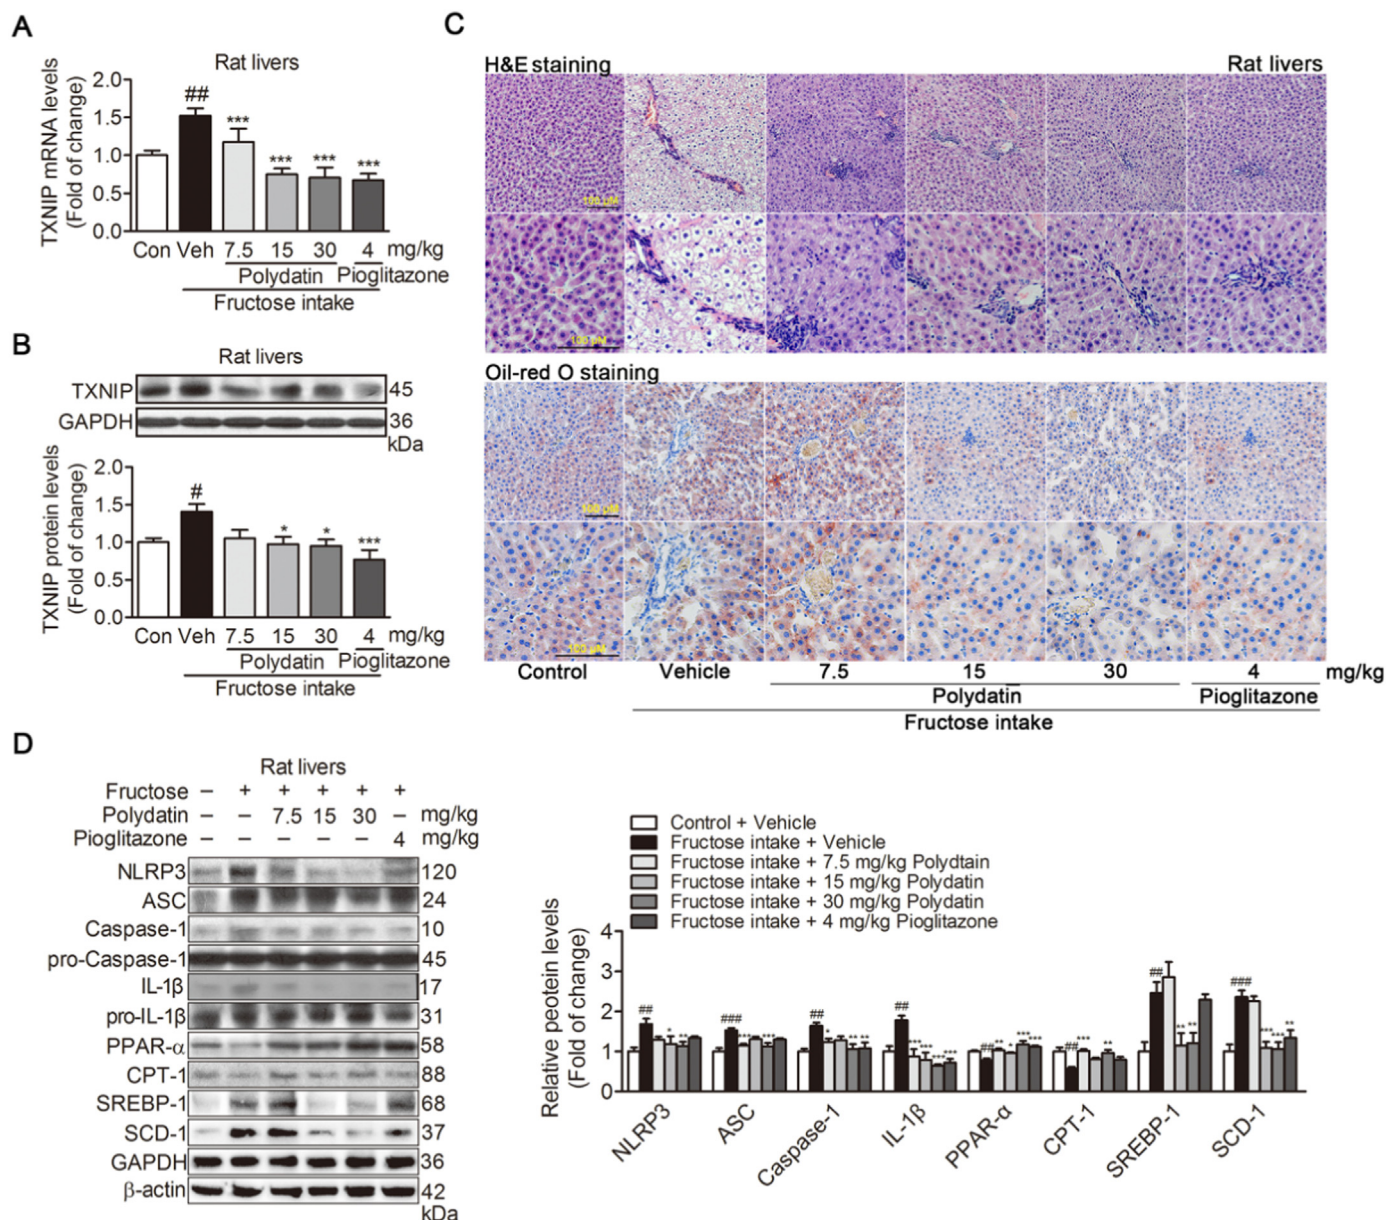 A
Rat livers
TXNIP mRNA levels
(Fold of change)
2.0
1.5
1.0
0.5
0.0
##
***
***
***
***
Con Veh 7.5 15 30 4 mg/kg
Polydatin Pioglitazone
Fructose intake
B
Rat livers
TXNIP 45
GAPDH 36
kDa
TXNIP protein levels
(Fold of change)
2.0
1.5
1.0
0.5
0.0
#
*
*
***
Con Veh 7.5 15 30 4 mg/kg
Polydatin Pioglitazone
Fructose intake
C
H&E staining Rat livers
100 μM
100 μM
Oil-red O staining
100 μM
100 μM
Control Vehicle 7.5 15 30 4 mg/kg
Polydatin Pioglitazone
Fructose intake
D
Rat livers
Fructose − + + + + +
Polydatin − − 7.5 15 30 − mg/kg
Pioglitazone − − − − − 4 mg/kg
NLRP3 120
ASC 24
Caspase-1 10
pro-Caspase-1 45
IL-1β 17
pro-IL-1β 31
PPAR-α 58
CPT-1 88
SREBP-1 68
SCD-1 37
GAPDH 36
β-actin 42
kDa
Control + Vehicle
Fructose intake + Vehicle
Fructose intake + 7.5 mg/kg Polydtain
Fructose intake + 15 mg/kg Polydatin
Fructose intake + 30 mg/kg Polydatin
Fructose intake + 4 mg/kg Pioglitazone
Relative peotein levels
(Fold of change)
4
3
2
1
0
## * **
### *** ***
## * ** **
## *** *** *** ***
## ** * *** ***
## *** **
## ** **
### *** *** **
NLRP3 ASC Caspase-1 IL-1β PPAR-α CPT-1 SREBP-1 SCD-1